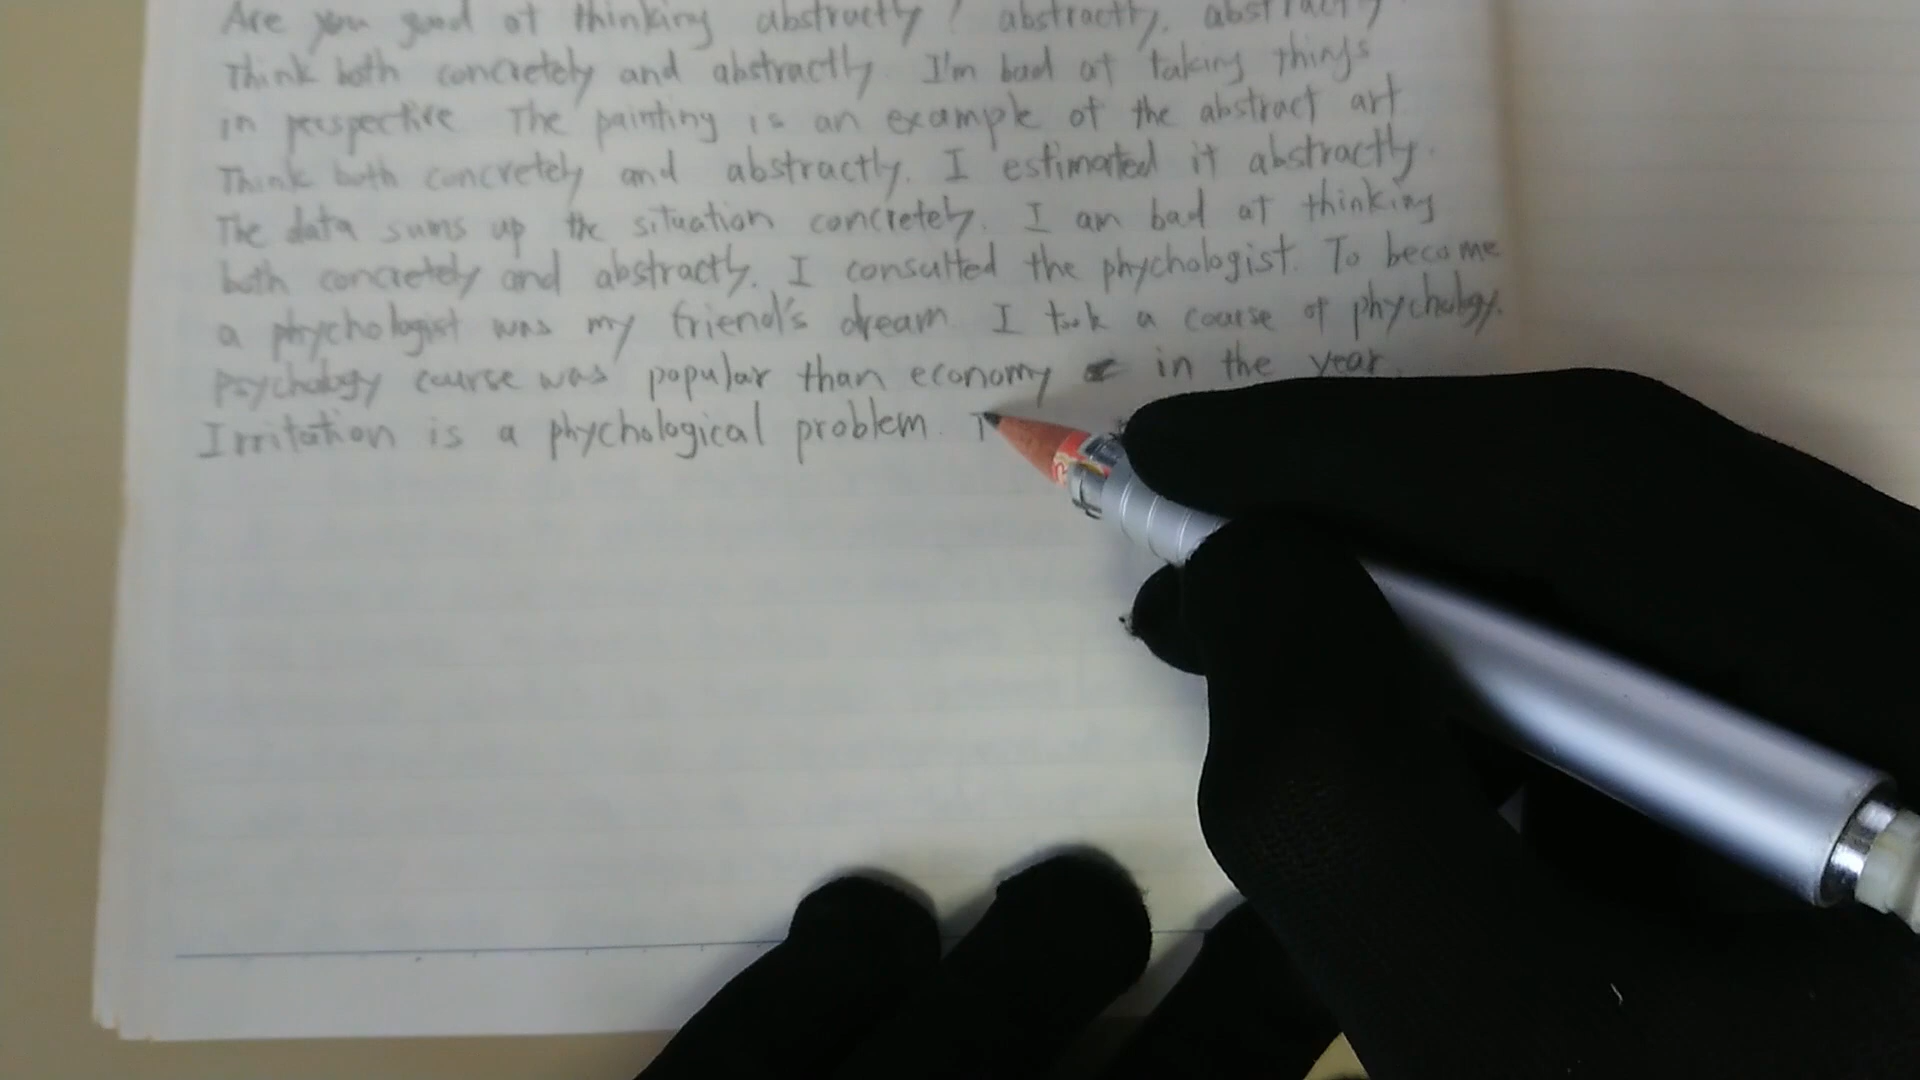 Are you good at thinking abstractly? abstractly. abstractly
Think both concretely and abstractly. I'm bad at taking things
in perspective The painting is an example of the abstract art
Think both concretely and abstractly. I estimated it abstractly.
The data sums up the situation concretely. I am bad at thinking
both concretely and abstractly. I consulted the phychologist. To become
a phychologist was my friend's dream. I took a course of phychology.
Psychology course was popular than economy in the year.
Irritation is a phychological problem.